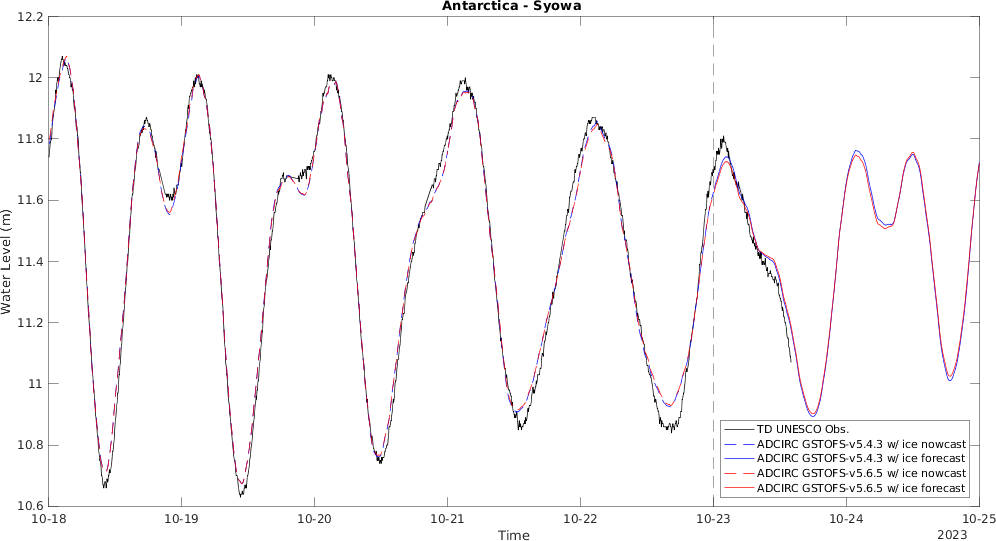 Antarctica - Syowa
12.2
12
11.8
11.6
11.4
11.2
11
10.8
10.6
Water Level (m)
10-18
10-19
10-20
10-21
10-22
10-23
10-24
10-25
Time
2023
TD UNESCO Obs.
ADCIRC GSTOFS-v5.4.3 w/ ice nowcast
ADCIRC GSTOFS-v5.4.3 w/ ice forecast
ADCIRC GSTOFS-v5.6.5 w/ ice nowcast
ADCIRC GSTOFS-v5.6.5 w/ ice forecast